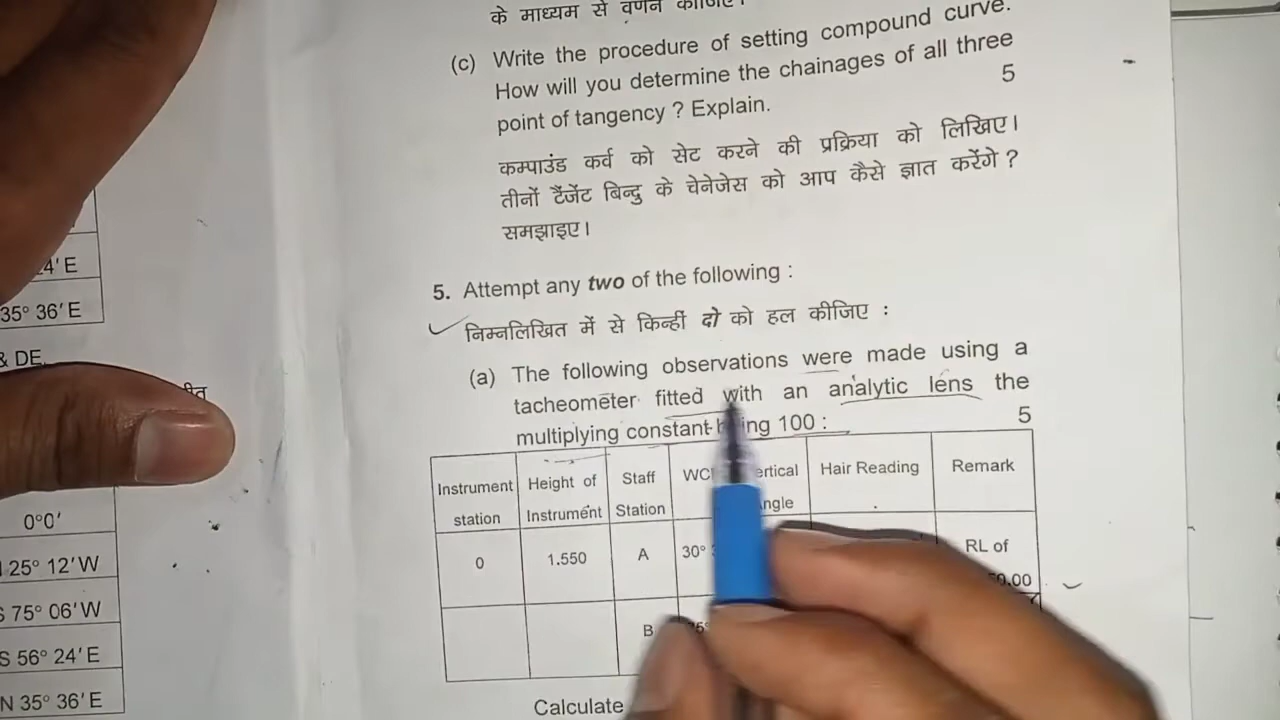 के माध्यम से वर्णन कीजिए।
(c) Write the procedure of setting compound curve.
How will you determine the chainages of all three
point of tangency ? Explain. 5
कम्पाउंड कर्व को सेट करने की प्रक्रिया को लिखिए।
तीनों टैंजेंट बिन्दु के चेनेजेस को आप कैसे ज्ञात करेंगे ?
समझाइए।
5. Attempt any two of the following :
निम्नलिखित में से किन्हीं दो को हल कीजिए :
(a) The following observations were made using a
tacheometer fitted with an analytic lens the
multiplying constant 100 : 5
Instrument station
Height of Instrument
Staff Station
Hair Reading
Remark
0
1.550
A
30°
RL of
B
Calculate
4' E
35° 36' E
& DE
0°0'
25° 12' W
S 75° 06' W
S 56° 24' E
N 35° 36' E